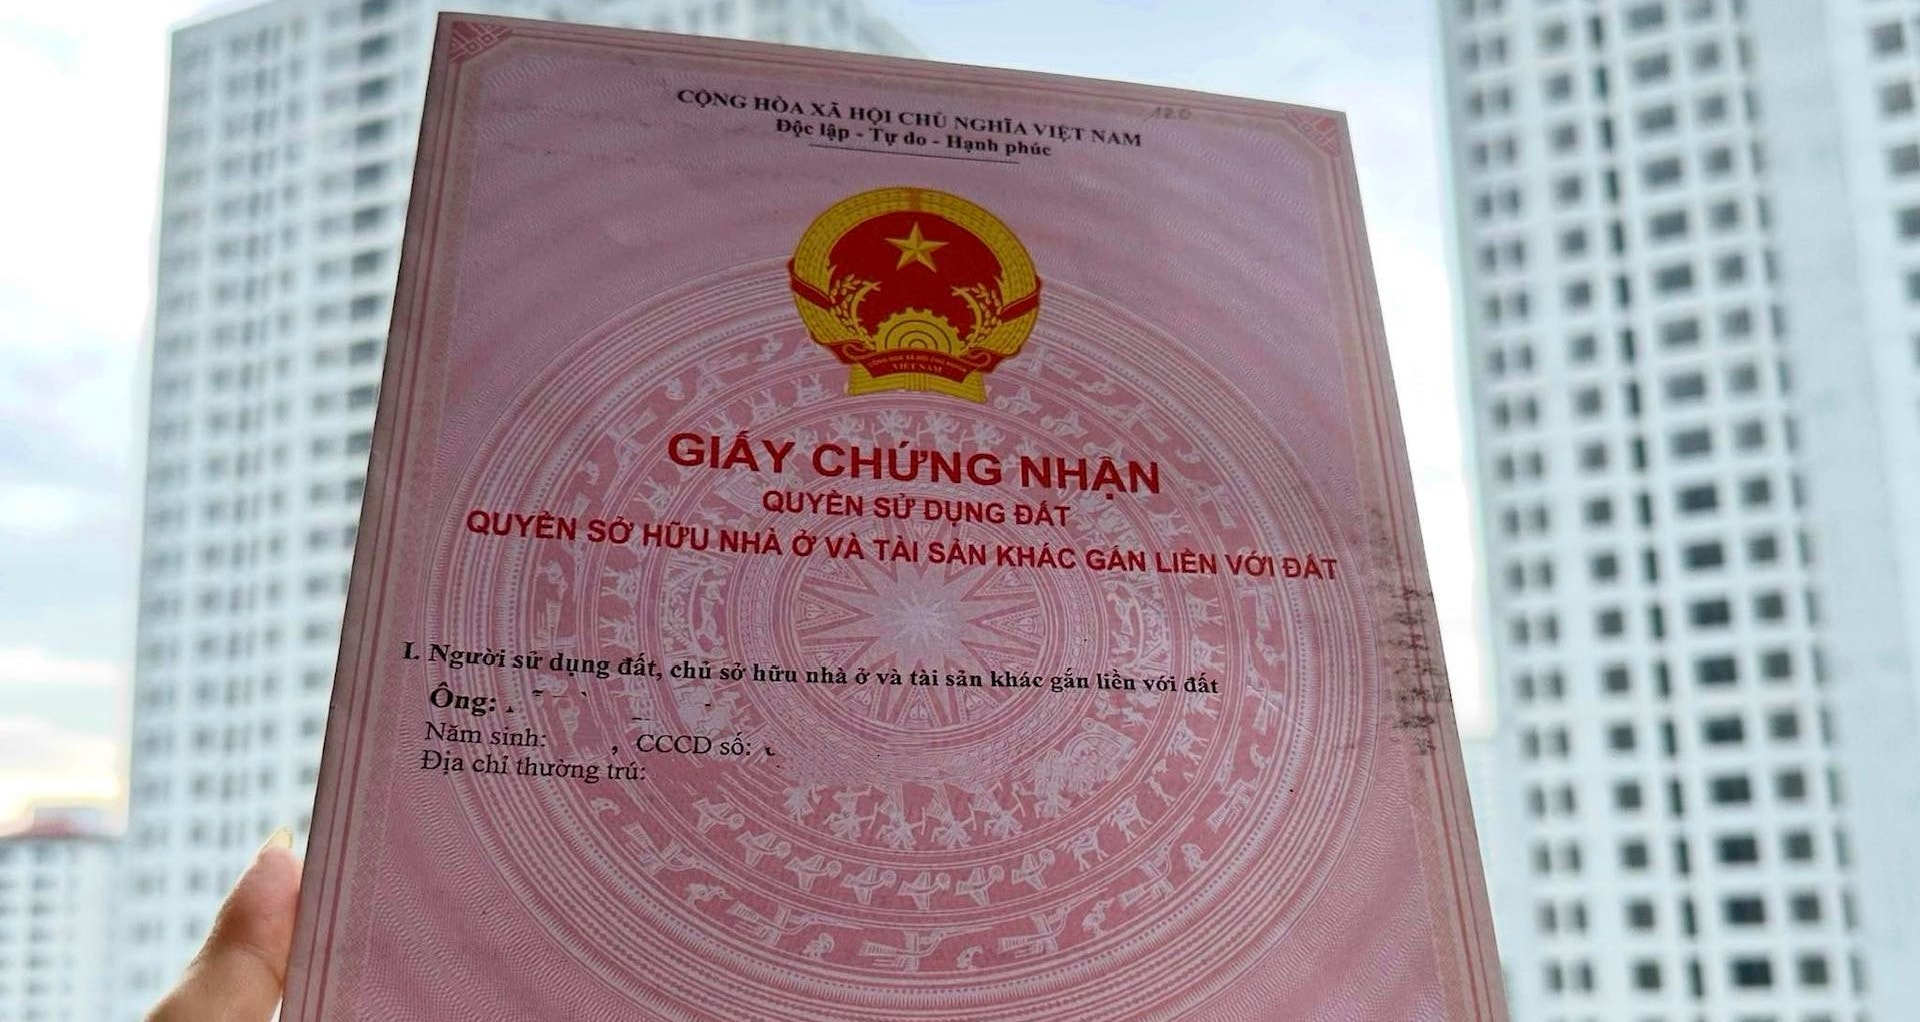 120
CỘNG HÒA XÃ HỘI CHỦ NGHĨA VIỆT NAM
Độc lập - Tự do - Hạnh phúc
VIỆT NAM
GIẤY CHỨNG NHẬN
QUYỀN SỬ DỤNG ĐẤT
QUYỀN SỞ HỮU NHÀ Ở VÀ TÀI SẢN KHÁC GẮN LIỀN VỚI ĐẤT
I. Người sử dụng đất, chủ sở hữu nhà ở và tài sản khác gắn liền với đất
Ông:
Năm sinh: , CCCD số:
Địa chỉ thường trú: